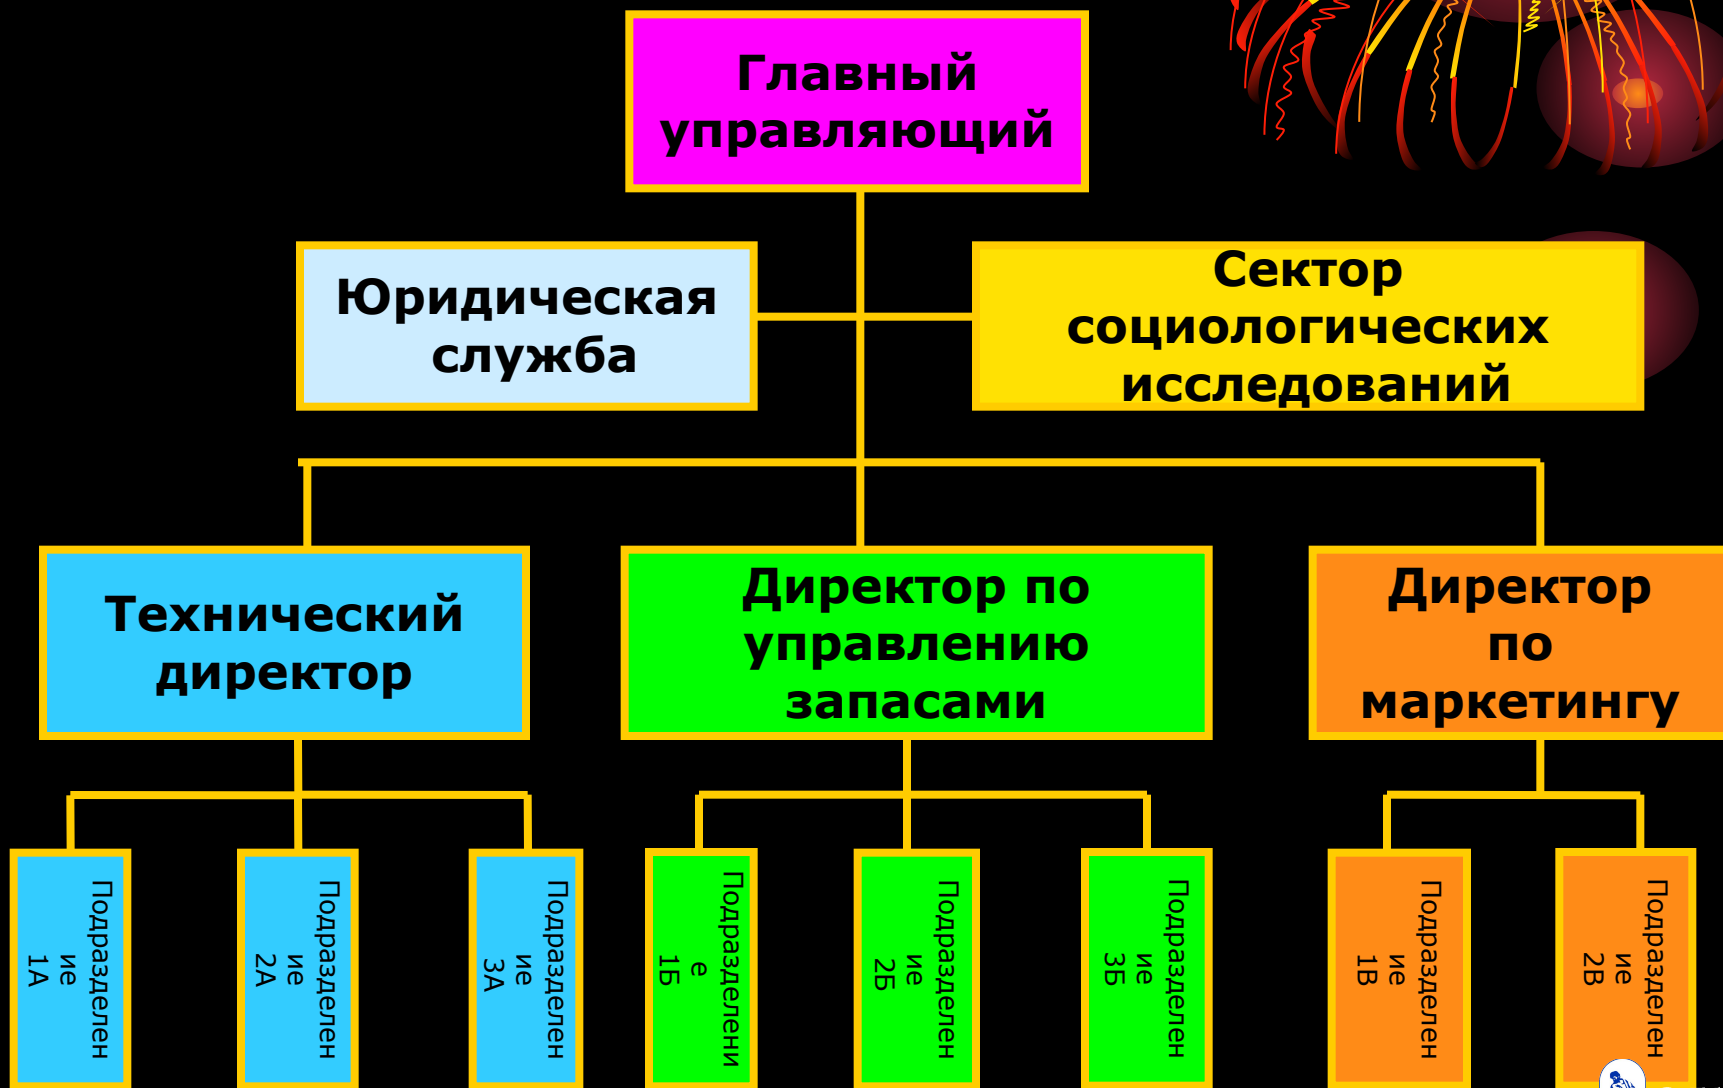 Главный
управляющий
Юридическая
служба
Сектор
социологических
исследований
Технический
директор
Директор по
управлению
запасами
Директор
по
маркетингу
Подразделен
ие
1А
Подразделен
ие
2А
Подразделен
ие
3А
Подразделени
е
1Б
Подразделен
ие
2Б
Подразделен
ие
3Б
Подразделен
ие
1В
Подразделен
ие
2В